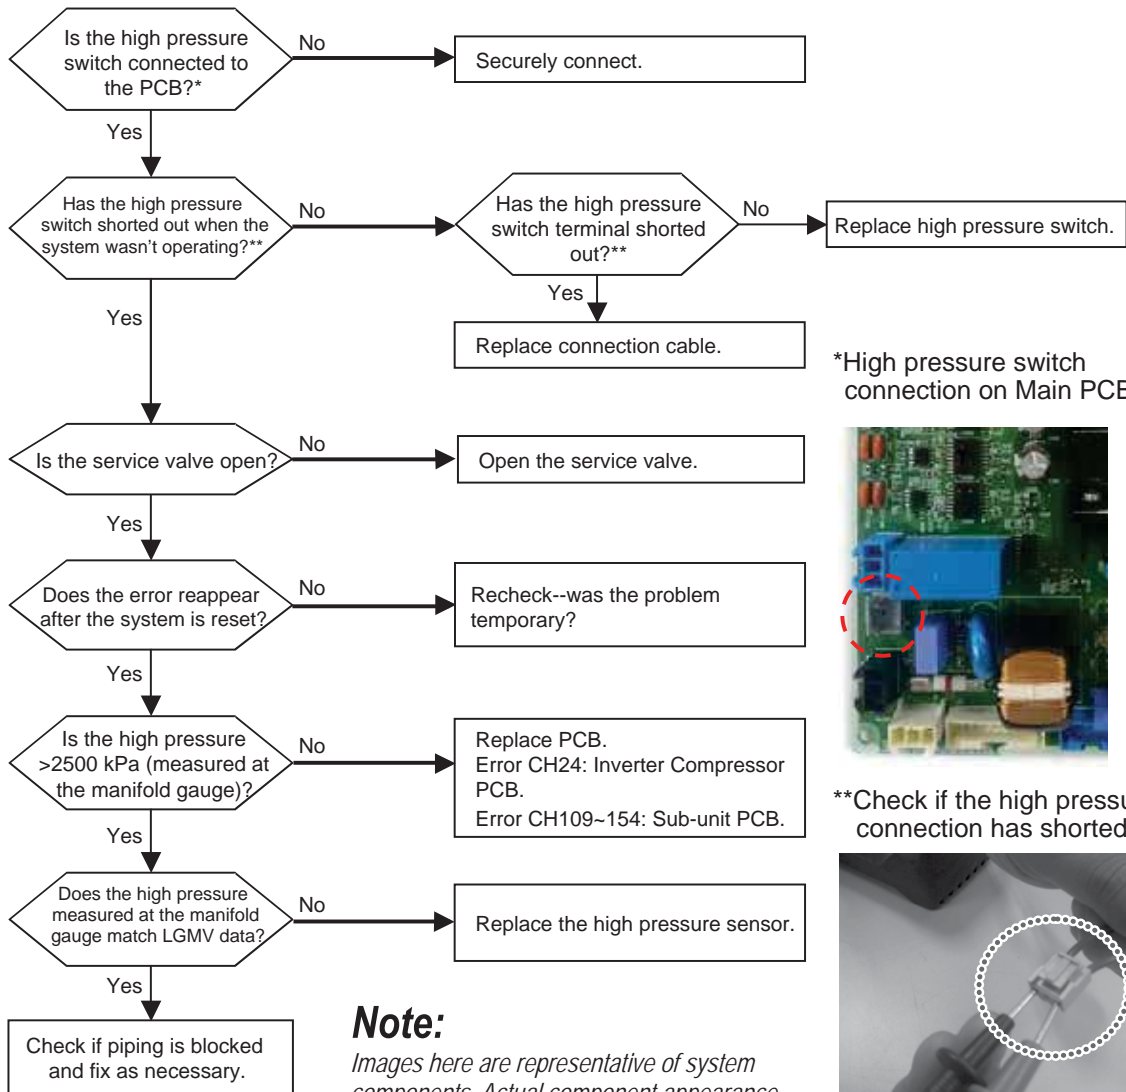 Is the high pressure
switch connected to
the PCB?*
No
Securely connect.
Yes
Has the high pressure
switch shorted out when the
system wasn't operating?**
No
Has the high pressure
switch terminal shorted
out?**
No
Replace high pressure switch.
Yes
Replace connection cable.
Yes
*High pressure switch
connection on Main PCB
Is the service valve open?
No
Open the service valve.
Yes
Does the error reappear
after the system is reset?
No
Recheck--was the problem
temporary?
Yes
Is the high pressure
>2500 kPa (measured at
the manifold gauge)?
No
Replace PCB.
Error CH24: Inverter Compressor
PCB.
Error CH109~154: Sub-unit PCB.
Yes
**Check if the high
connection has shorted
Does the high pressure
measured at the manifold
gauge match LGMV data?
No
Replace the high pressure sensor.
Yes
Check if piping is blocked
and fix as necessary.
Note:
Images here are representative of system
components. Actual component appearance